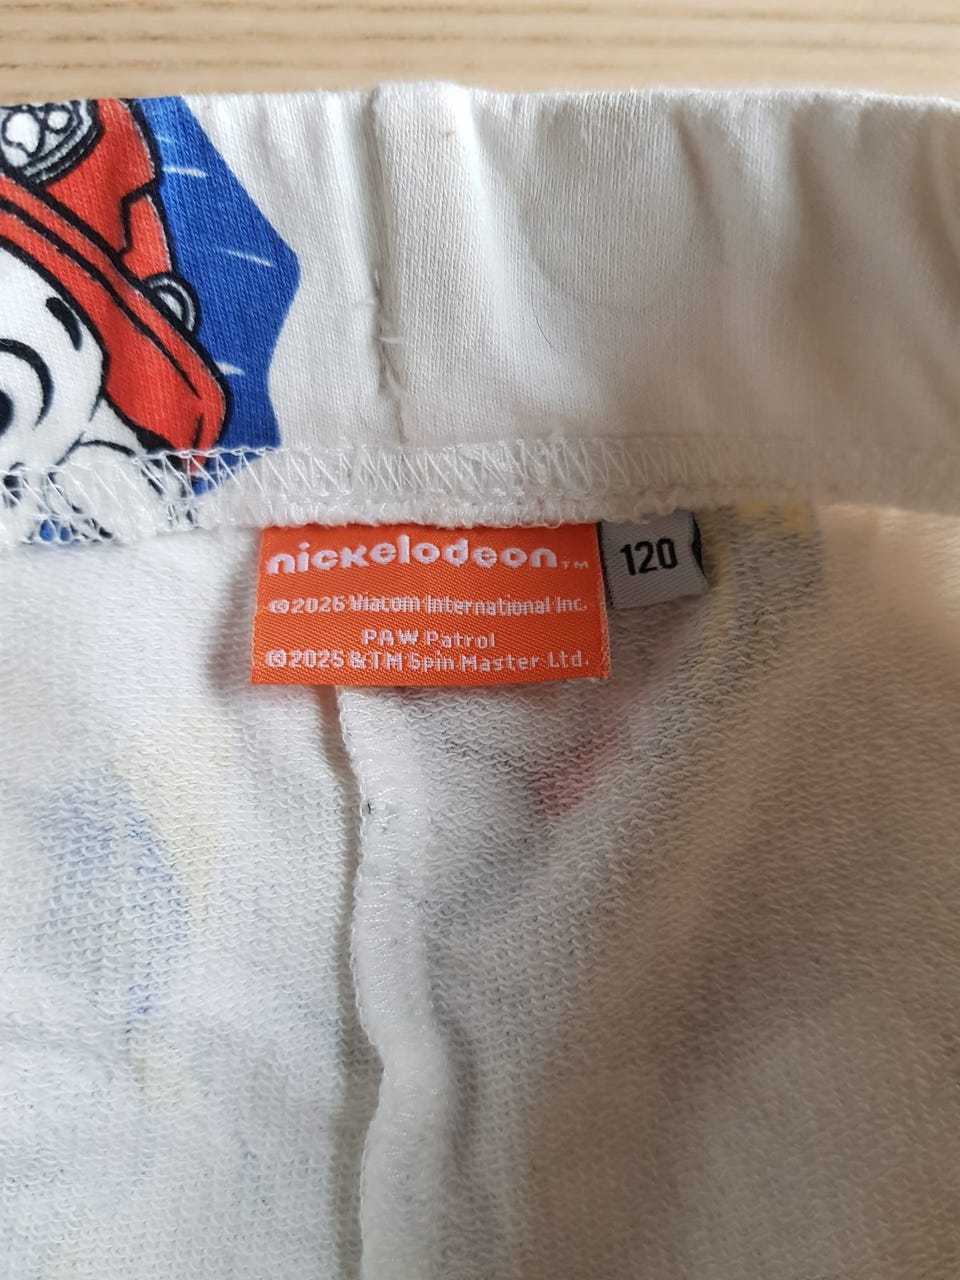 nickelodeon™
©2025 Viacom International Inc.
PAW Patrol
©2025 & TM Spin Master Ltd.
120